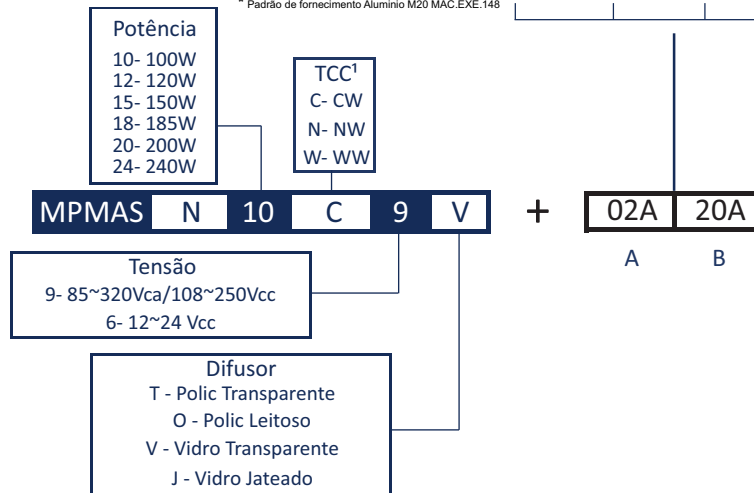 * Padrão de fornecimento Aluminio M20 MAC.EXE.148
Potência
10- 100W
12- 120W
15- 150W
18- 185W
20- 200W
24- 240W
TCC¹
C- CW
N- NW
W- WW
MPMAS N 10 C 9 V + 02A 20A
A B
Tensão
9- 85~320Vca/108~250Vcc
6- 12~24 Vcc
Difusor
T - Polic Transparente
O - Polic Leitoso
V - Vidro Transparente
J - Vidro Jateado